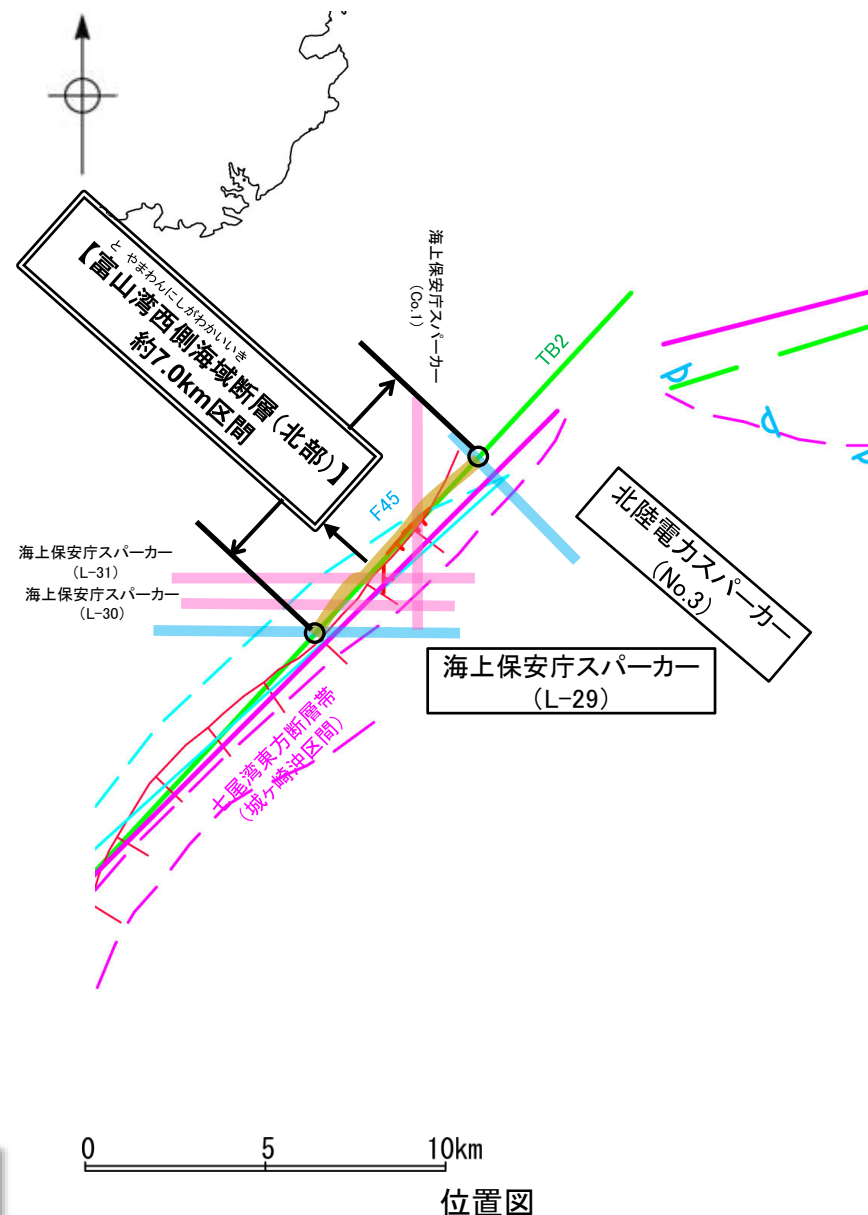 と やまわんにしがわかいいき
【富山湾西側海域断層(北部)】
約7.0km区間
海上保安庁スパーカー
(Co.1)
TB2
F45
海上保安庁スパーカー
(L-31)
海上保安庁スパーカー
(L-30)
北陸電力スパーカー
(No.3)
海上保安庁スパーカー
(L-29)
七尾湾東方断層帯
(城ヶ崎沖区間)
0 5 10km
位置図